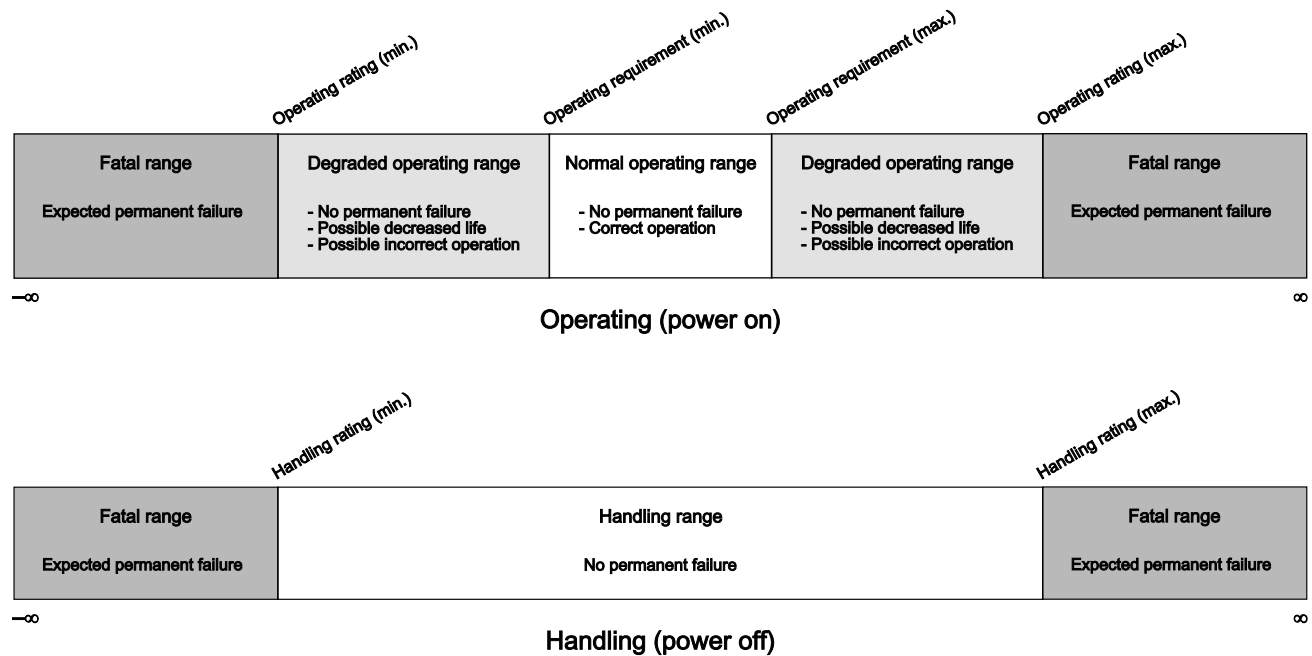 Operating rating (min.)
Operating requirement (min.)
Operating requirement (max.)
Operating rating (max.)
Fatal range
Expected permanent failure
Degraded operating range
- No permanent failure
- Possible decreased life
- Possible incorrect operation
Normal operating range
- No permanent failure
- Correct operation
Degraded operating range
- No permanent failure
- Possible decreased life
- Possible incorrect operation
Fatal range
Expected permanent failure
–∞
∞
Operating (power on)
Handling rating (min.)
Handling rating (max.)
Fatal range
Expected permanent failure
Handling range
No permanent failure
Fatal range
Expected permanent failure
–∞
∞
Handling (power off)